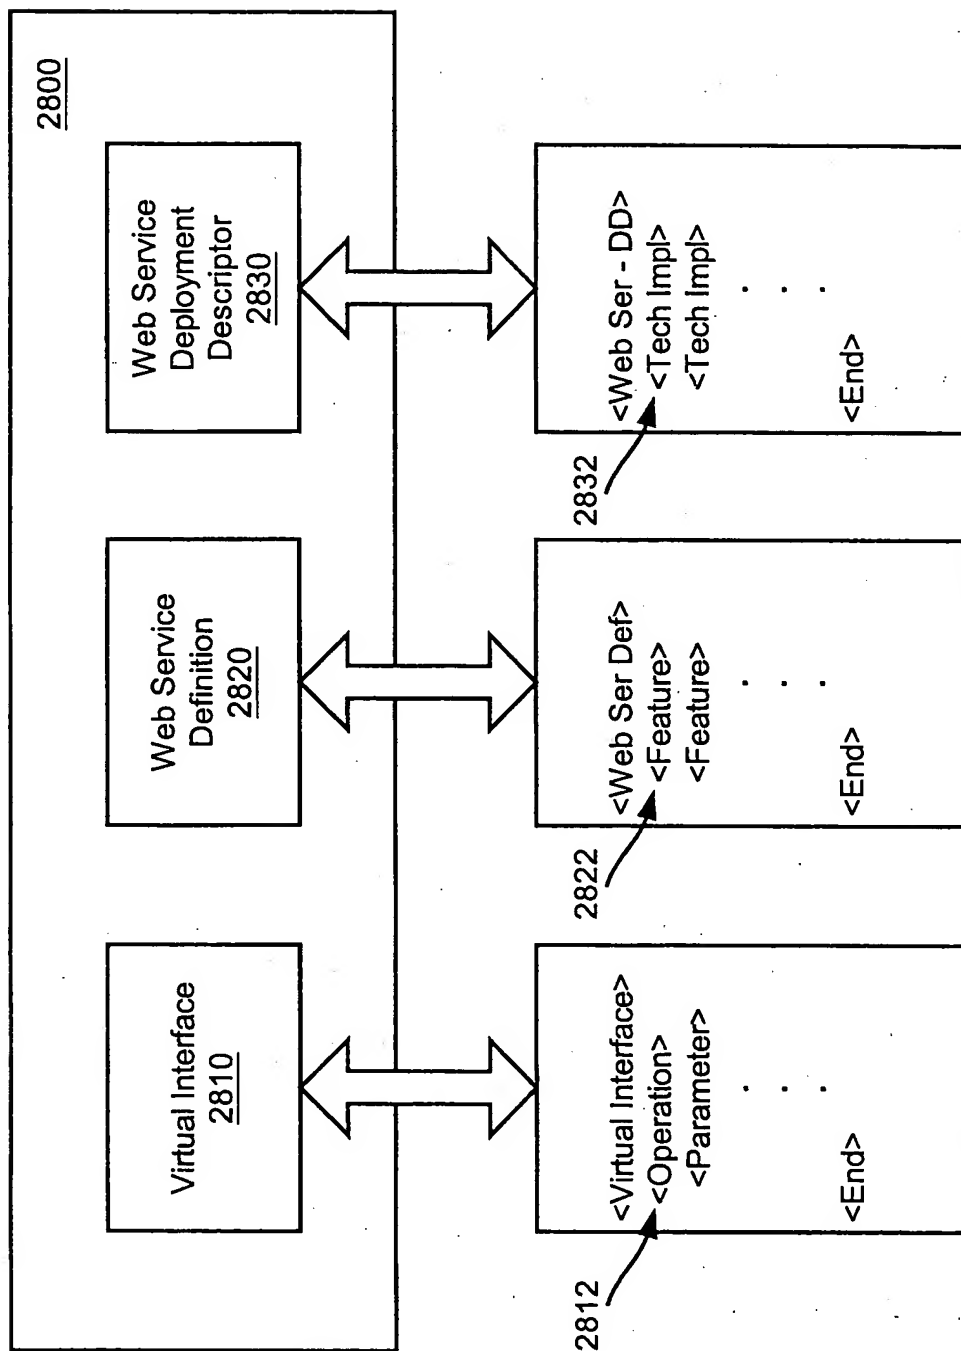 2800
Virtual Interface
2810
Web Service
Definition
2820
Web Service
Deployment
Descriptor
2830
2812
<Virtual Interface>
<Operation>
<Parameter>
. . .
<End>
2822
<Web Ser Def>
<Feature>
<Feature>
. . .
<End>
2832
<Web Ser - DD>
<Tech Impl>
<Tech Impl>
. . .
<End>